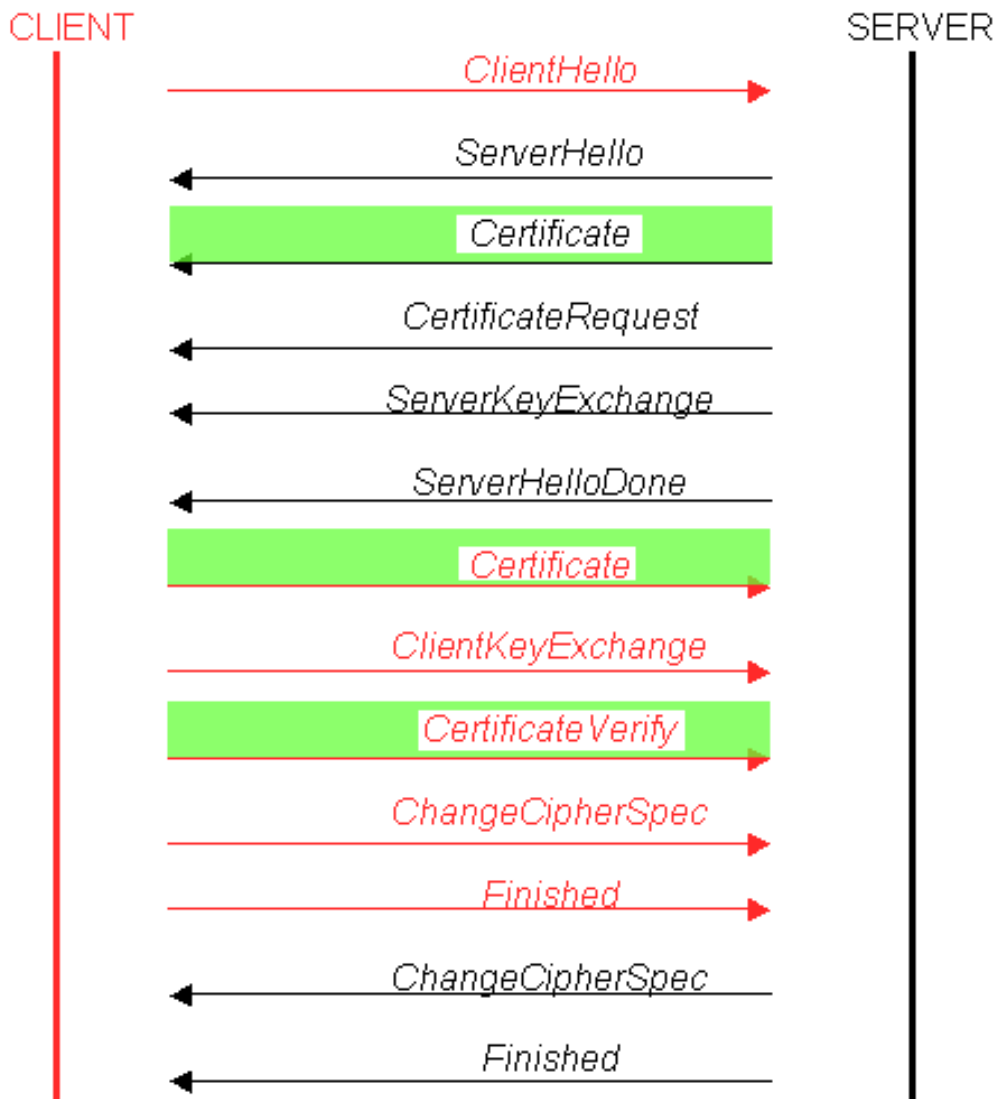 CLIENT
SERVER
ClientHello
ServerHello
Certificate
CertificateRequest
ServerKeyExchange
ServerHelloDone
Certificate
ClientKeyExchange
CertificateVerify
ChangeCipherSpec
Finished
ChangeCipherSpec
Finished